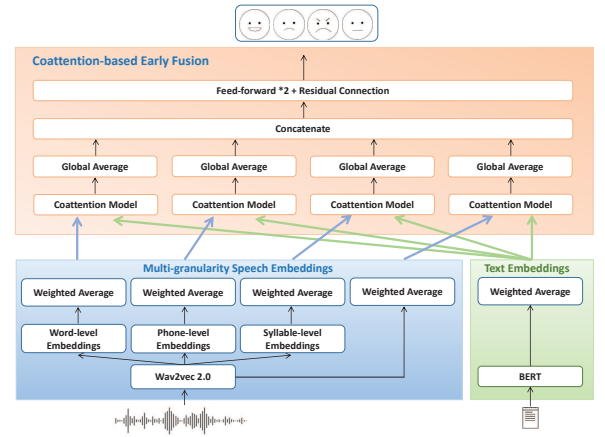 Coattention-based Early Fusion
Feed-forward *2 + Residual Connection
Concatenate
Global Average
Global Average
Global Average
Global Average
Coattention Model
Coattention Model
Coattention Model
Coattention Model
Multi-granularity Speech Embeddings
Text Embeddings
Weighted Average
Weighted Average
Weighted Average
Weighted Average
Weighted Average
Word-level
Embeddings
Phone-level
Embeddings
Syllable-level
Embeddings
Wav2vec 2.0
BERT